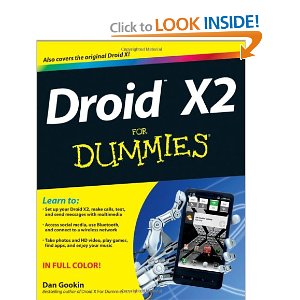 Click to LOOK INSIDE!
Also covers the original Droid X!
Droid™ X2
FOR
DUMMIES®
Learn to:
• Set up your Droid X2, make calls, text,
and send messages with multimedia
• Access social media, use Bluetooth,
and connect to a wireless network
• Take photos and HD video, play games,
find apps, and enjoy your music
IN FULL COLOR!
Dan Gookin
Bestselling author of Droid X For Dummies